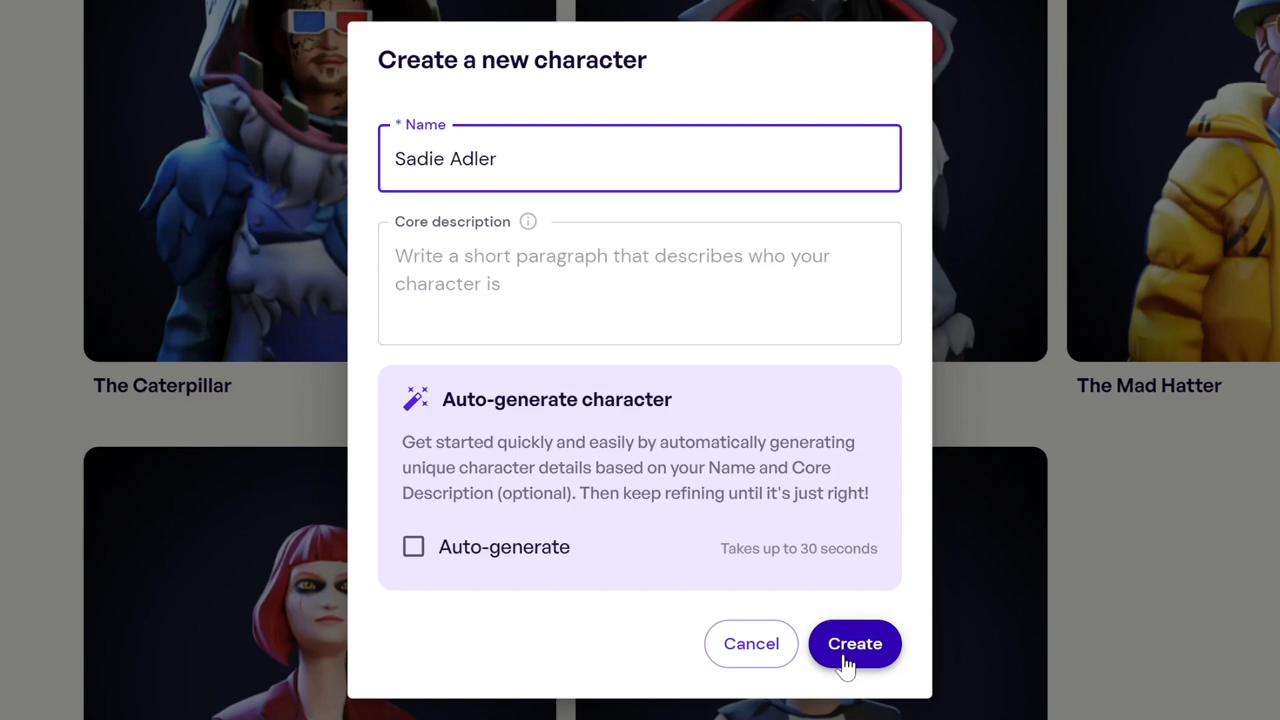 Create a new character
* Name
Sadie Adler
Core description
Write a short paragraph that describes who your
character is
The Caterpillar
The Mad Hatter
Auto-generate character
Get started quickly and easily by automatically generating
unique character details based on your Name and Core
Description (optional). Then keep refining until it's just right!
Auto-generate
Takes up to 30 seconds
Cancel
Create